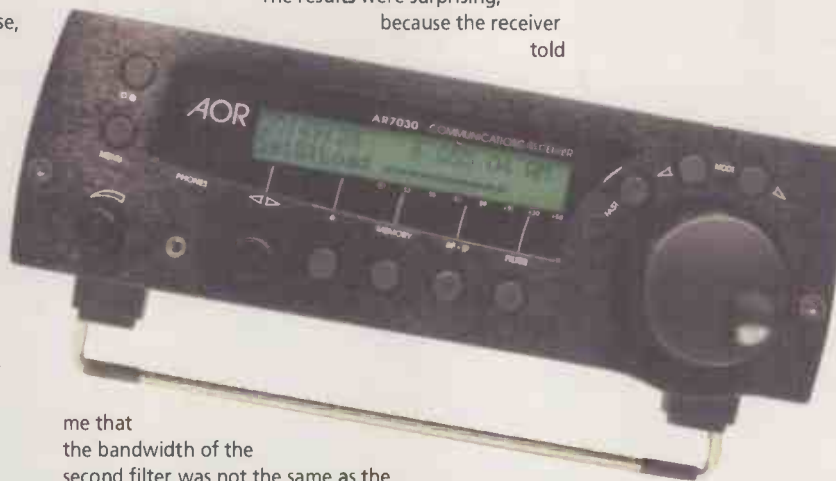 The results were surprising,
se,
because the receiver
told
AOR
AR7030 COMMUNICATIONS RECEIVER
MENU
MODE
FAST
PHONES
MEMORY
FILTER
me that
the bandwidth of the
second filter was not the same as the